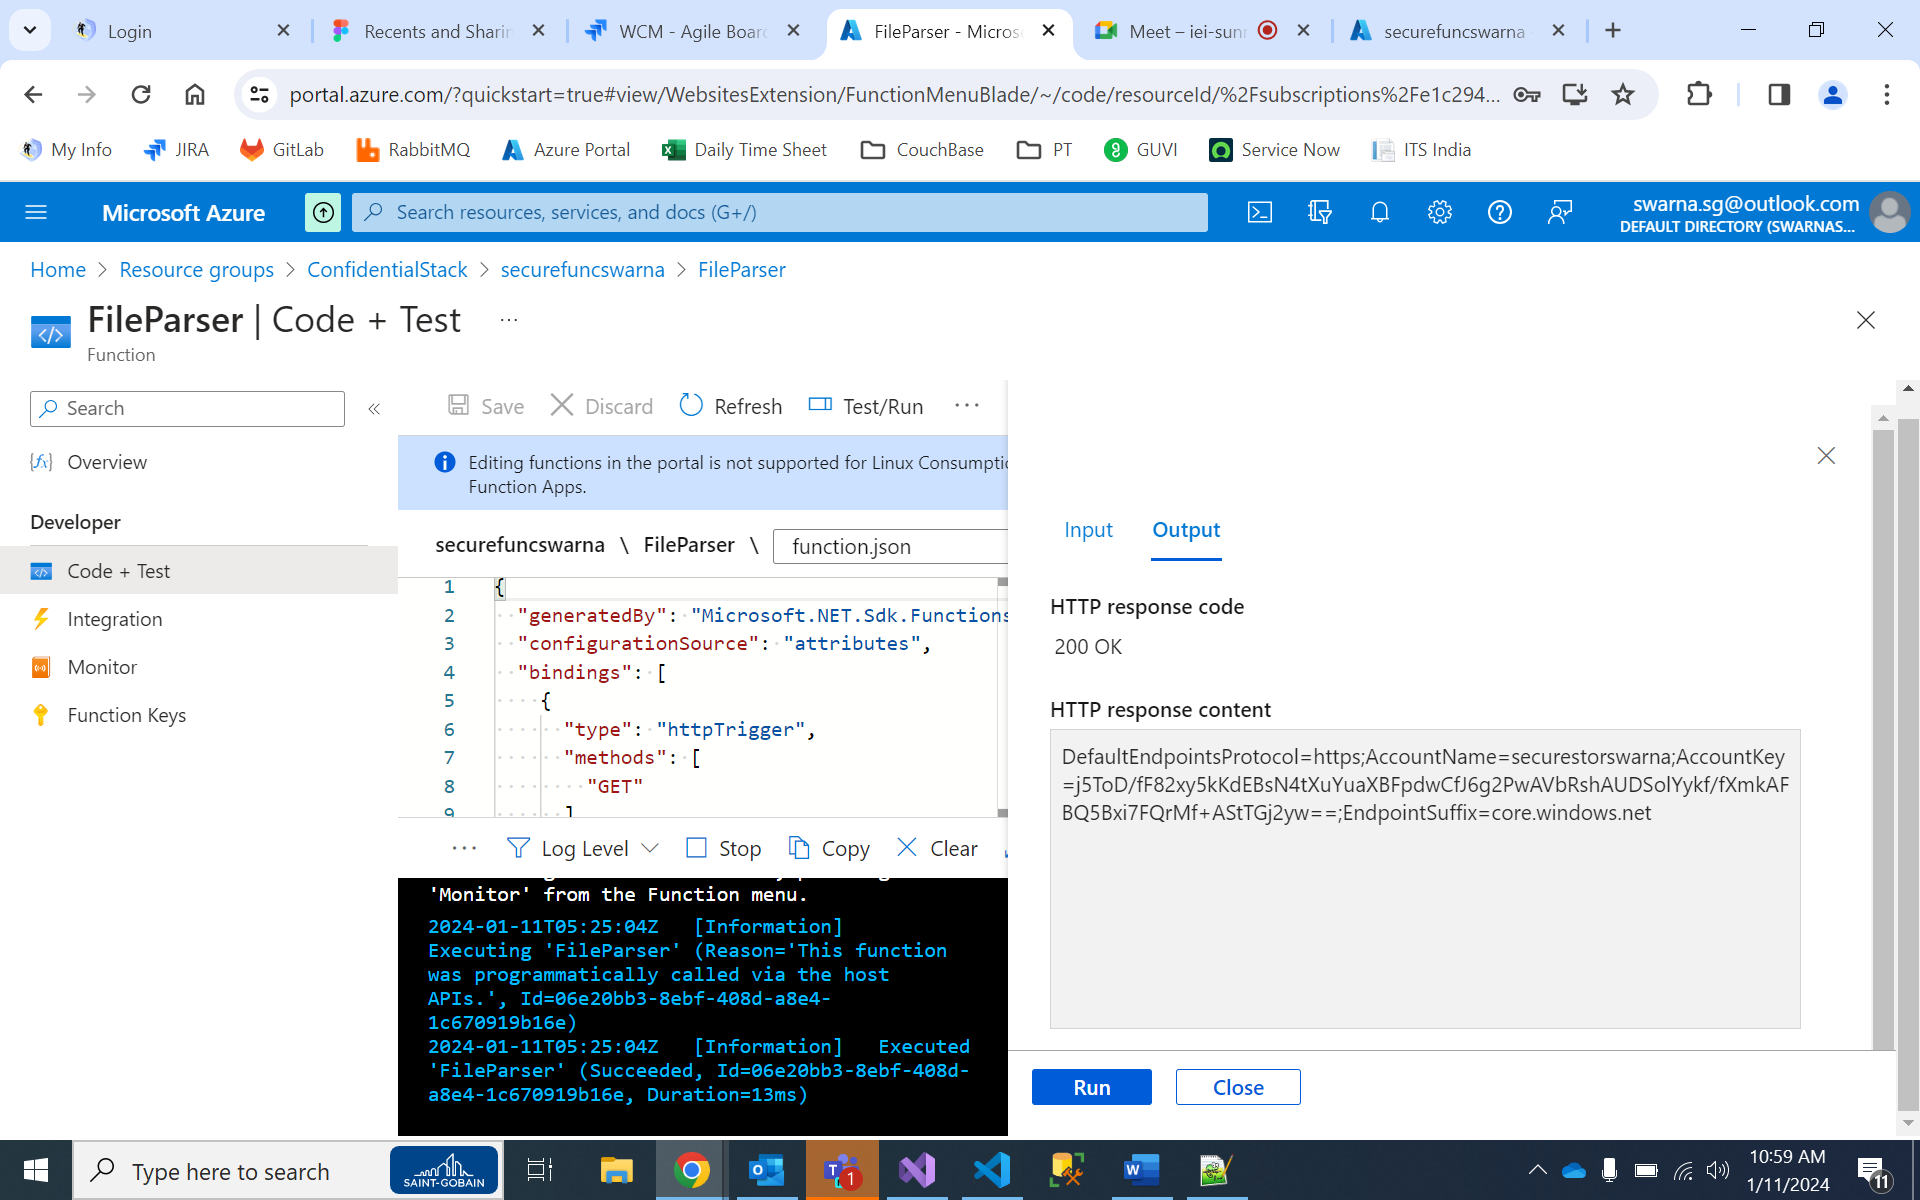 Login
Recents and Sharin
WCM - Agile Board
FileParser - Micros
Meet – iei-sunr
securefuncswarna
portal.azure.com/?quickstart=true#view/WebsitesExtension/FunctionMenuBlade/~/code/resourceId/%2Fsubscriptions%2Fe1c294...
My Info
JIRA
GitLab
RabbitMQ
Azure Portal
Daily Time Sheet
CouchBase
PT
GUVI
Service Now
ITS India
Microsoft Azure
Search resources, services, and docs (G+/)
swarna.sg@outlook.com
DEFAULT DIRECTORY (SWARNAS...
Home > Resource groups > ConfidentialStack > securefuncswarna > FileParser
FileParser | Code + Test ...
Function
Search
«
Overview
Developer
Code + Test
Integration
Monitor
Function Keys
Save
Discard
Refresh
Test/Run
...
Editing functions in the portal is not supported for Linux Consumptio
Function Apps.
securefuncswarna \ FileParser \ function.json
1 {
2 "generatedBy": "Microsoft.NET.Sdk.Functions
3 "configurationSource": "attributes",
4 "bindings": [
5 {
6 "type": "httpTrigger",
7 "methods": [
8 "GET"
9 ]
... Log Level Stop Copy Clear
'Monitor' from the Function menu.
2024-01-11T05:25:04Z [Information]
Executing 'FileParser' (Reason='This function
was programmatically called via the host
APIs.', Id=06e20bb3-8ebf-408d-a8e4-
1c670919b16e)
2024-01-11T05:25:04Z [Information] Executed
'FileParser' (Succeeded, Id=06e20bb3-8ebf-408d-
a8e4-1c670919b16e, Duration=13ms)
Input
Output
HTTP response code
200 OK
HTTP response content
DefaultEndpointsProtocol=https;AccountName=securestorswarna;AccountKey
=j5ToD/fF82xy5kKdEBsN4tXuYuaXBFpdwCfJ6g2PwAVbRshAUDSolYykf/fXmkAF
BQ5Bxi7FQrMf+AStTGj2yw==;EndpointSuffix=core.windows.net
Run
Close
Type here to search
SAINT-GOBAIN
1
10:59 AM
1/11/2024
11